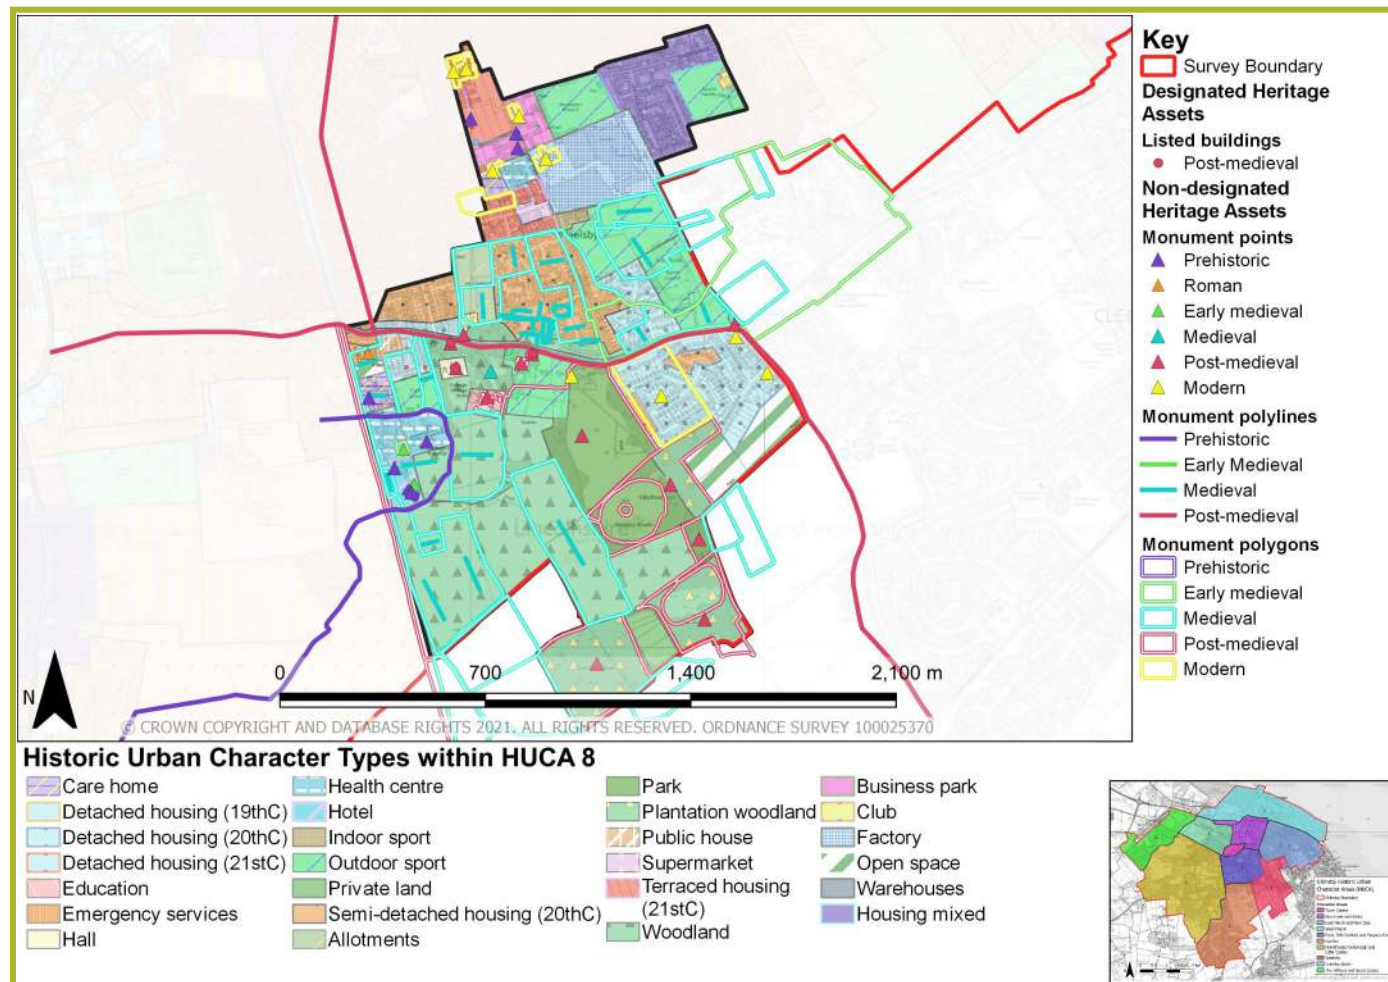 Key
Survey Boundary
Designated Heritage
Assets
Listed buildings
Post-medieval
Non-designated
Heritage Assets
Monument points
Prehistoric
Roman
Early medieval
Medieval
Post-medieval
Modern
Monument polylines
Prehistoric
Early Medieval
Medieval
Post-medieval
Monument polygons
Prehistoric
Early medieval
Medieval
Post-medieval
Modern
N
0 700 1,400 2,100 m
© CROWN COPYRIGHT AND DATABASE RIGHTS 2021. ALL RIGHTS RESERVED. ORDNANCE SURVEY 100025370
Historic Urban Character Types within HUCA 8
Care home
Detached housing (19thC)
Detached housing (20thC)
Detached housing (21stC)
Education
Emergency services
Hall
Health centre
Hotel
Indoor sport
Outdoor sport
Private land
Semi-detached housing (20thC)
Allotments
Park
Plantation woodland
Public house
Supermarket
Terraced housing
(21stC)
Woodland
Business park
Club
Factory
Open space
Warehouses
Housing mixed